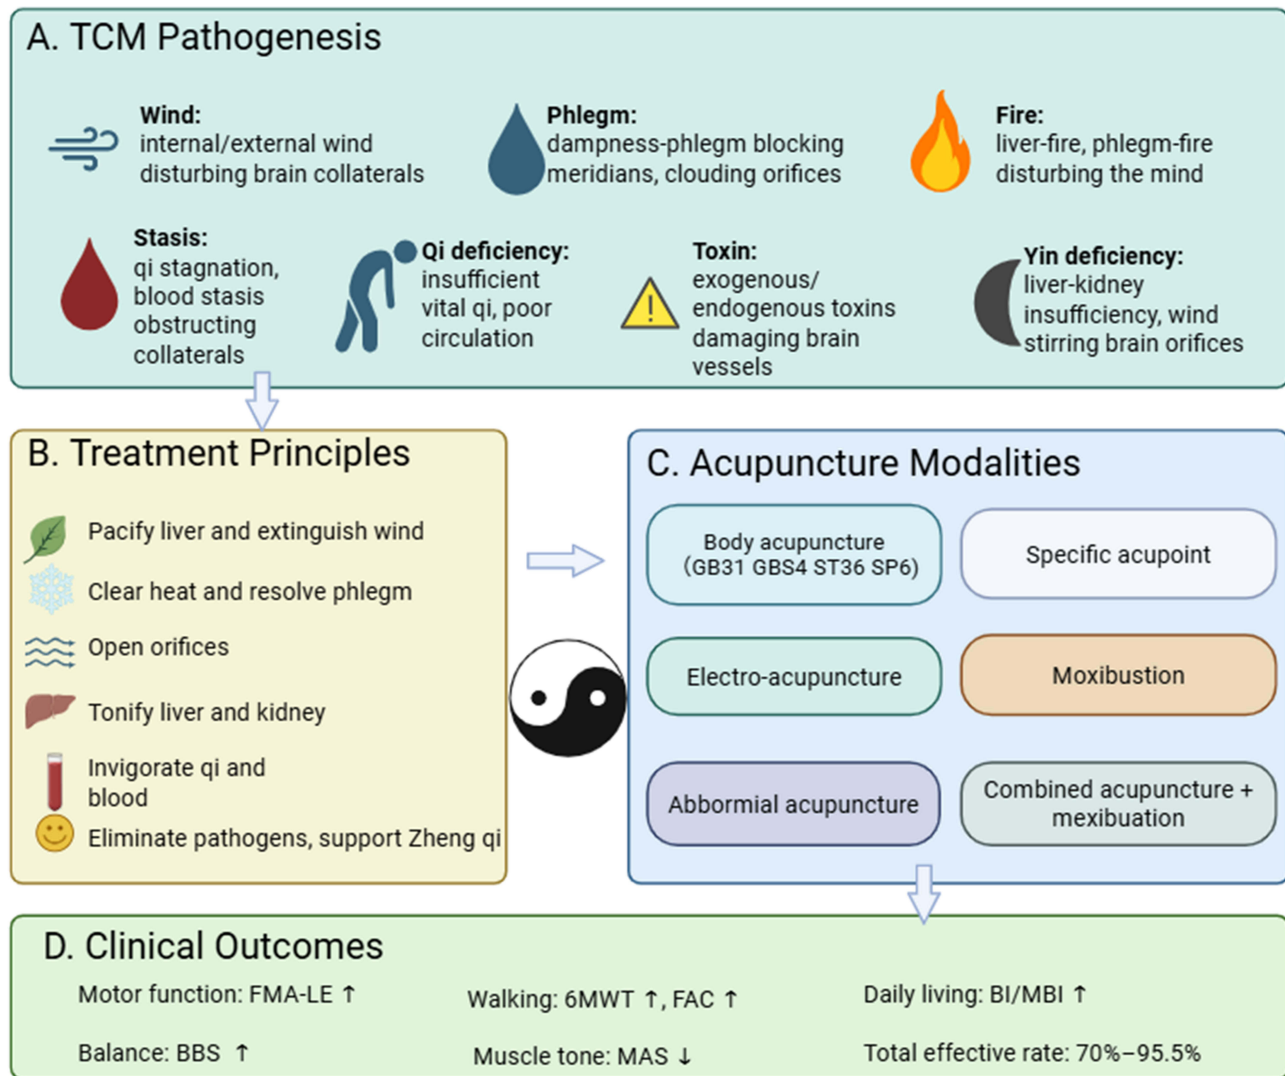 A. TCM Pathogenesis
Wind:
internal/external wind
disturbing brain collaterals
Phlegm:
dampness-phlegm blocking
meridians, clouding orifices
Fire:
liver-fire, phlegm-fire
disturbing the mind
Stasis:
qi stagnation,
blood stasis
obstructing
collaterals
Qi deficiency:
insufficient
vital qi, poor
circulation
Toxin:
exogenous/
endogenous toxins
damaging brain
vessels
Yin deficiency:
liver-kidney
insufficiency, wind
stirring brain orifices
B. Treatment Principles
Pacify liver and extinguish wind
Clear heat and resolve phlegm
Open orifices
Tonify liver and kidney
Invigorate qi and
blood
Eliminate pathogens, support Zheng qi
C. Acupuncture Modalities
Body acupuncture
(GB31 GBS4 ST36 SP6)
Specific acupoint
Electro-acupuncture
Moxibustion
Abbormial acupuncture
Combined acupuncture +
mexibuation
D. Clinical Outcomes
Motor function: FMA-LE ↑
Walking: 6MWT ↑, FAC ↑
Daily living: BI/MBI ↑
Balance: BBS ↑
Muscle tone: MAS ↓
Total effective rate: 70%–95.5%